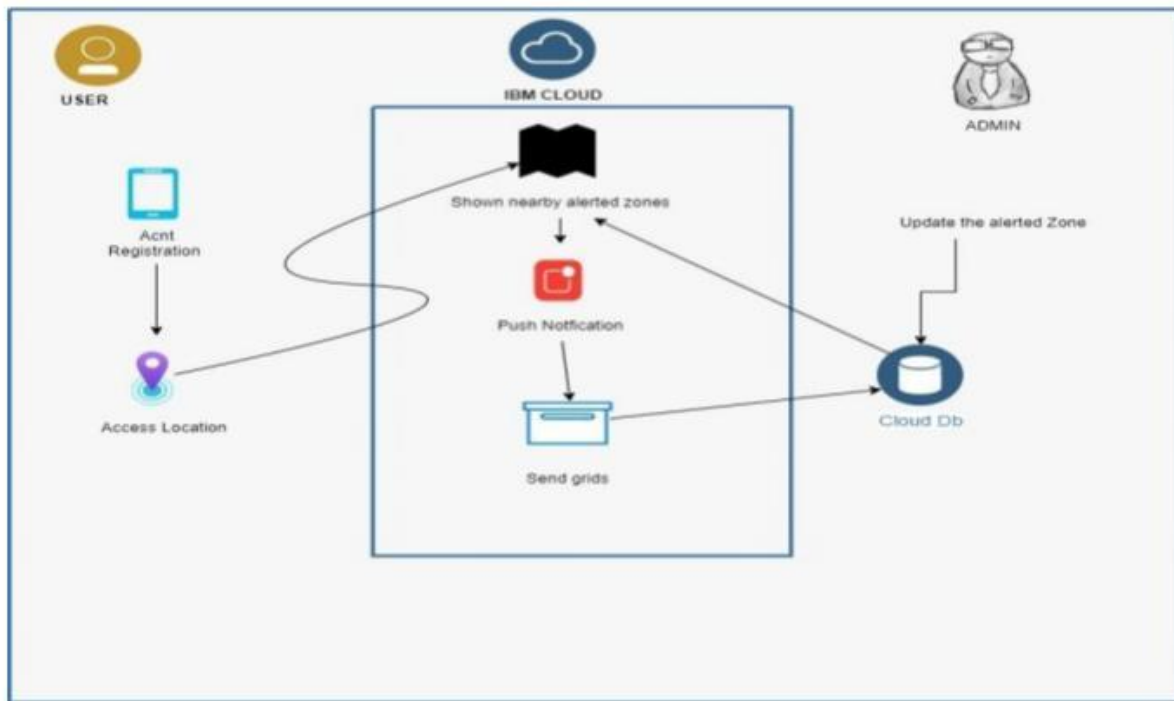 USER
IBM CLOUD
ADMIN
Shown nearby alerted zones
Acnt
Registration
Update the alerted Zone
Push Notfication
Access Location
Cloud Db
Send grids